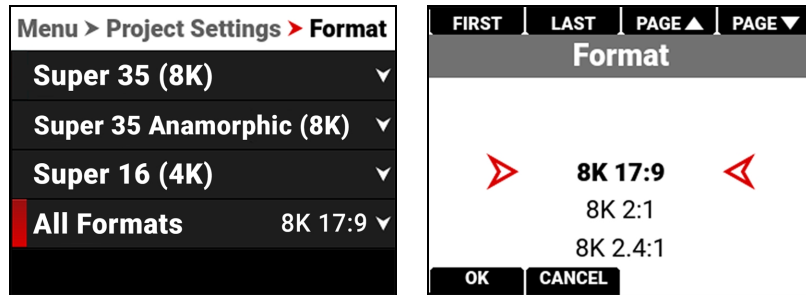 Menu > Project Settings > Format
Super 35 (8K)
Super 35 Anamorphic (8K)
Super 16 (4K)
All Formats 8K 17:9
FIRST LAST PAGE▲ PAGE▼
Format
8K 17:9
8K 2:1
8K 2.4:1
OK CANCEL